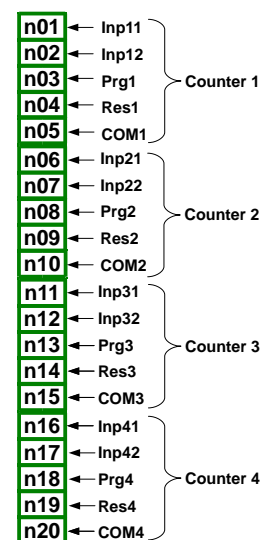 n01 Inp11
n02 Inp12
n03 Prg1 Counter 1
n04 Res1
n05 COM1
n06 Inp21
n07 Inp22
n08 Prg2 Counter 2
n09 Res2
n10 COM2
n11 Inp31
n12 Inp32
n13 Prg3 Counter 3
n14 Res3
n15 COM3
n16 Inp41
n17 Inp42
n18 Prg4 Counter 4
n19 Res4
n20 COM4